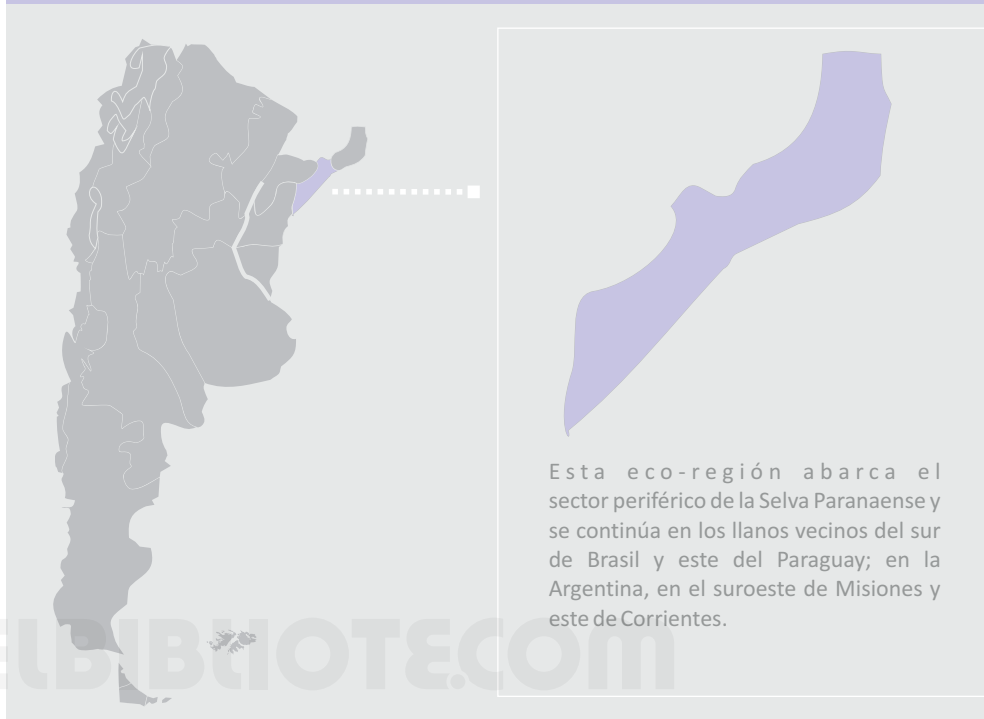 Esta eco-región abarca el
sector periférico de la Selva Paranaense y
se continúa en los llanos vecinos del sur
de Brasil y este del Paraguay; en la
Argentina, en el suroeste de Misiones y
este de Corrientes.
ELBIBLIOTE.COM